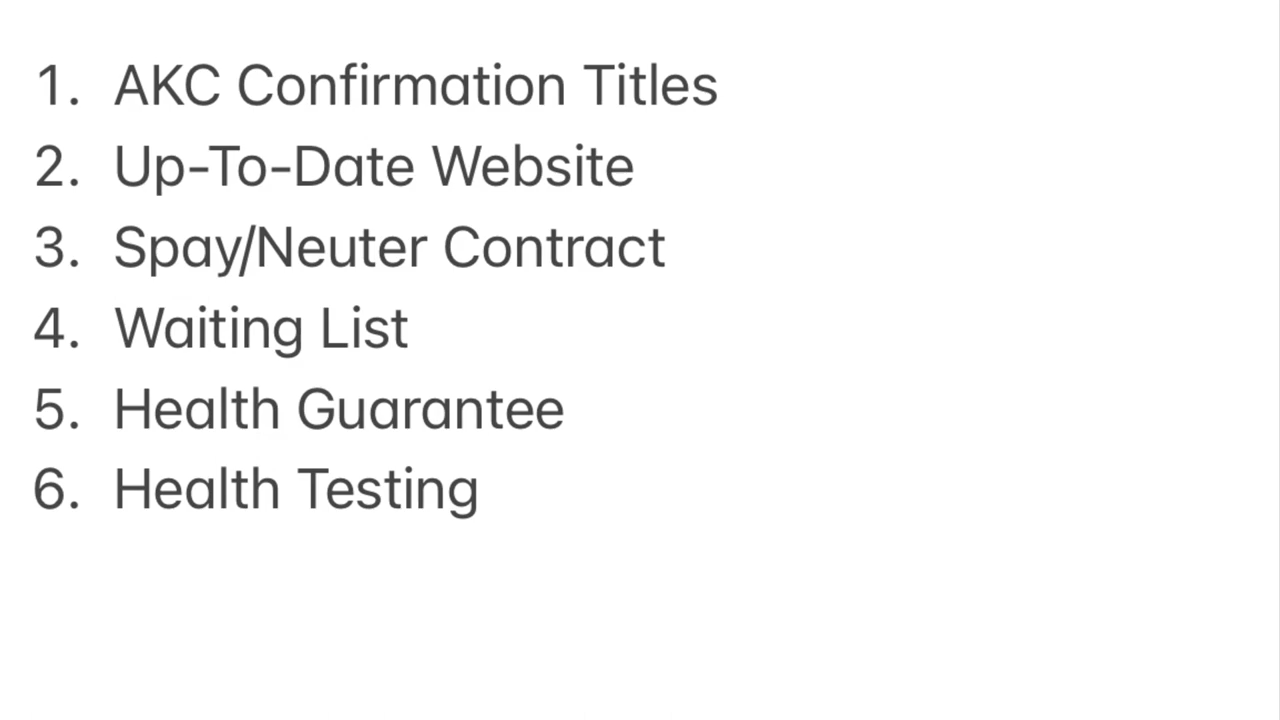 1. AKC Confirmation Titles
2. Up-To-Date Website
3. Spay/Neuter Contract
4. Waiting List
5. Health Guarantee
6. Health Testing